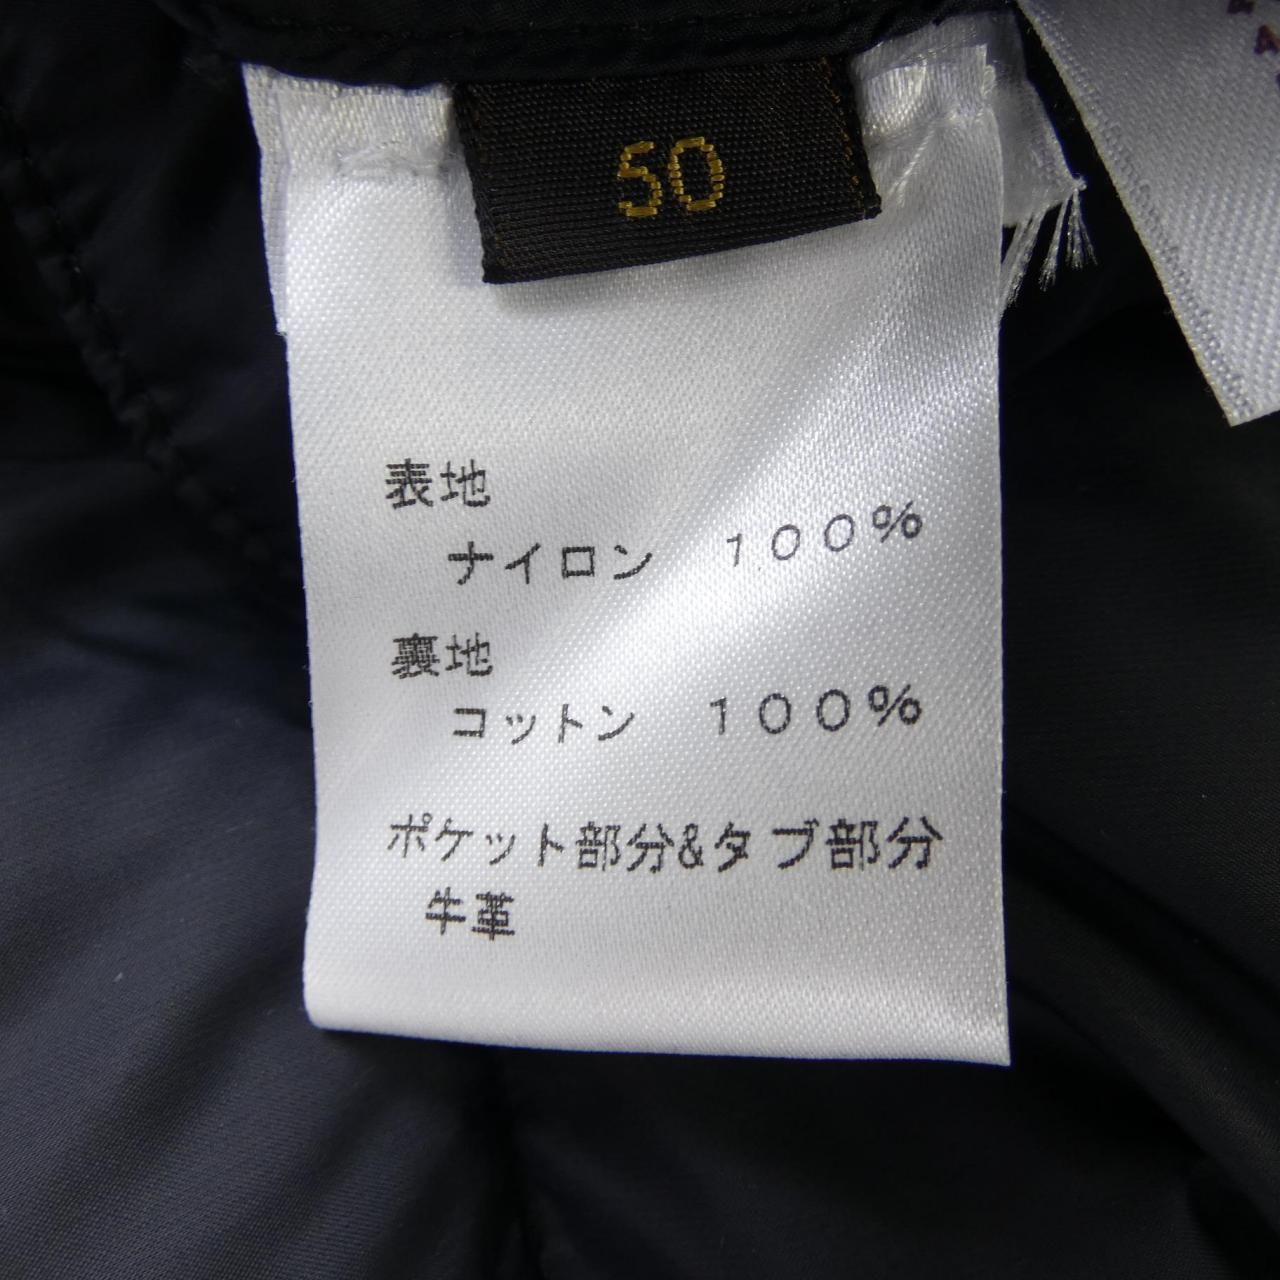 50
表地
ナイロン １００％
裏地
コットン １００％
ポケット部分&タブ部分
牛革